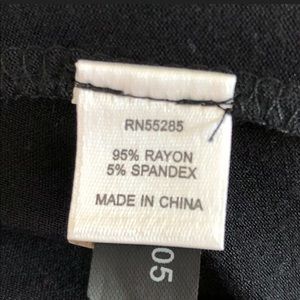 RN55285
95% RAYON
5% SPANDEX
MADE IN CHINA
05